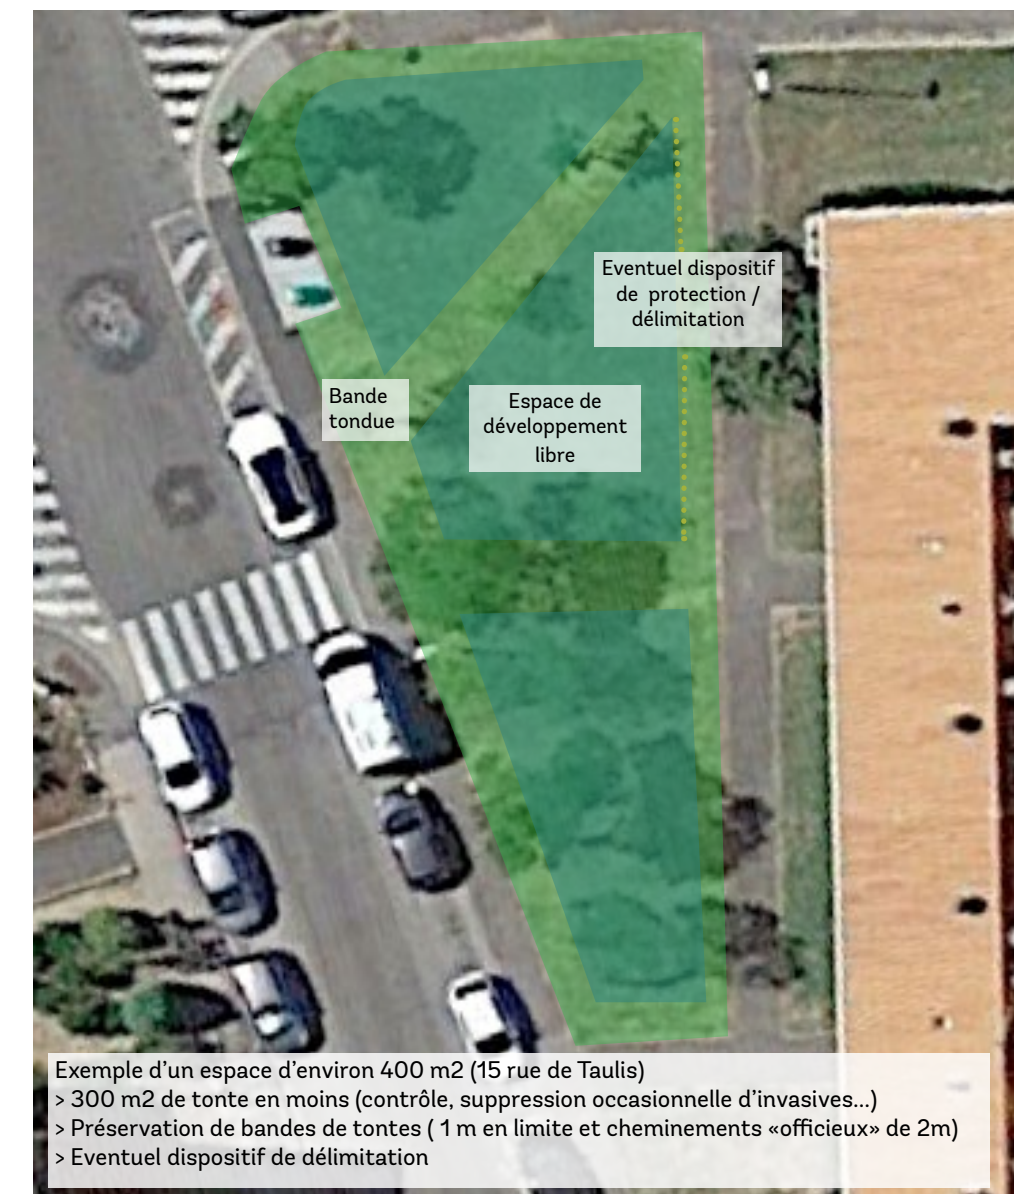 Eventuel dispositif
de protection /
délimitation
Bande
tondue
Espace de
développement
libre
Exemple d’un espace d’environ 400 m2 (15 rue de Taulis)
> 300 m2 de tonte en moins (contrôle, suppression occasionnelle d’invasives...)
> Préservation de bandes de tontes ( 1 m en limite et cheminements «officieux» de 2m)
> Eventuel dispositif de délimitation